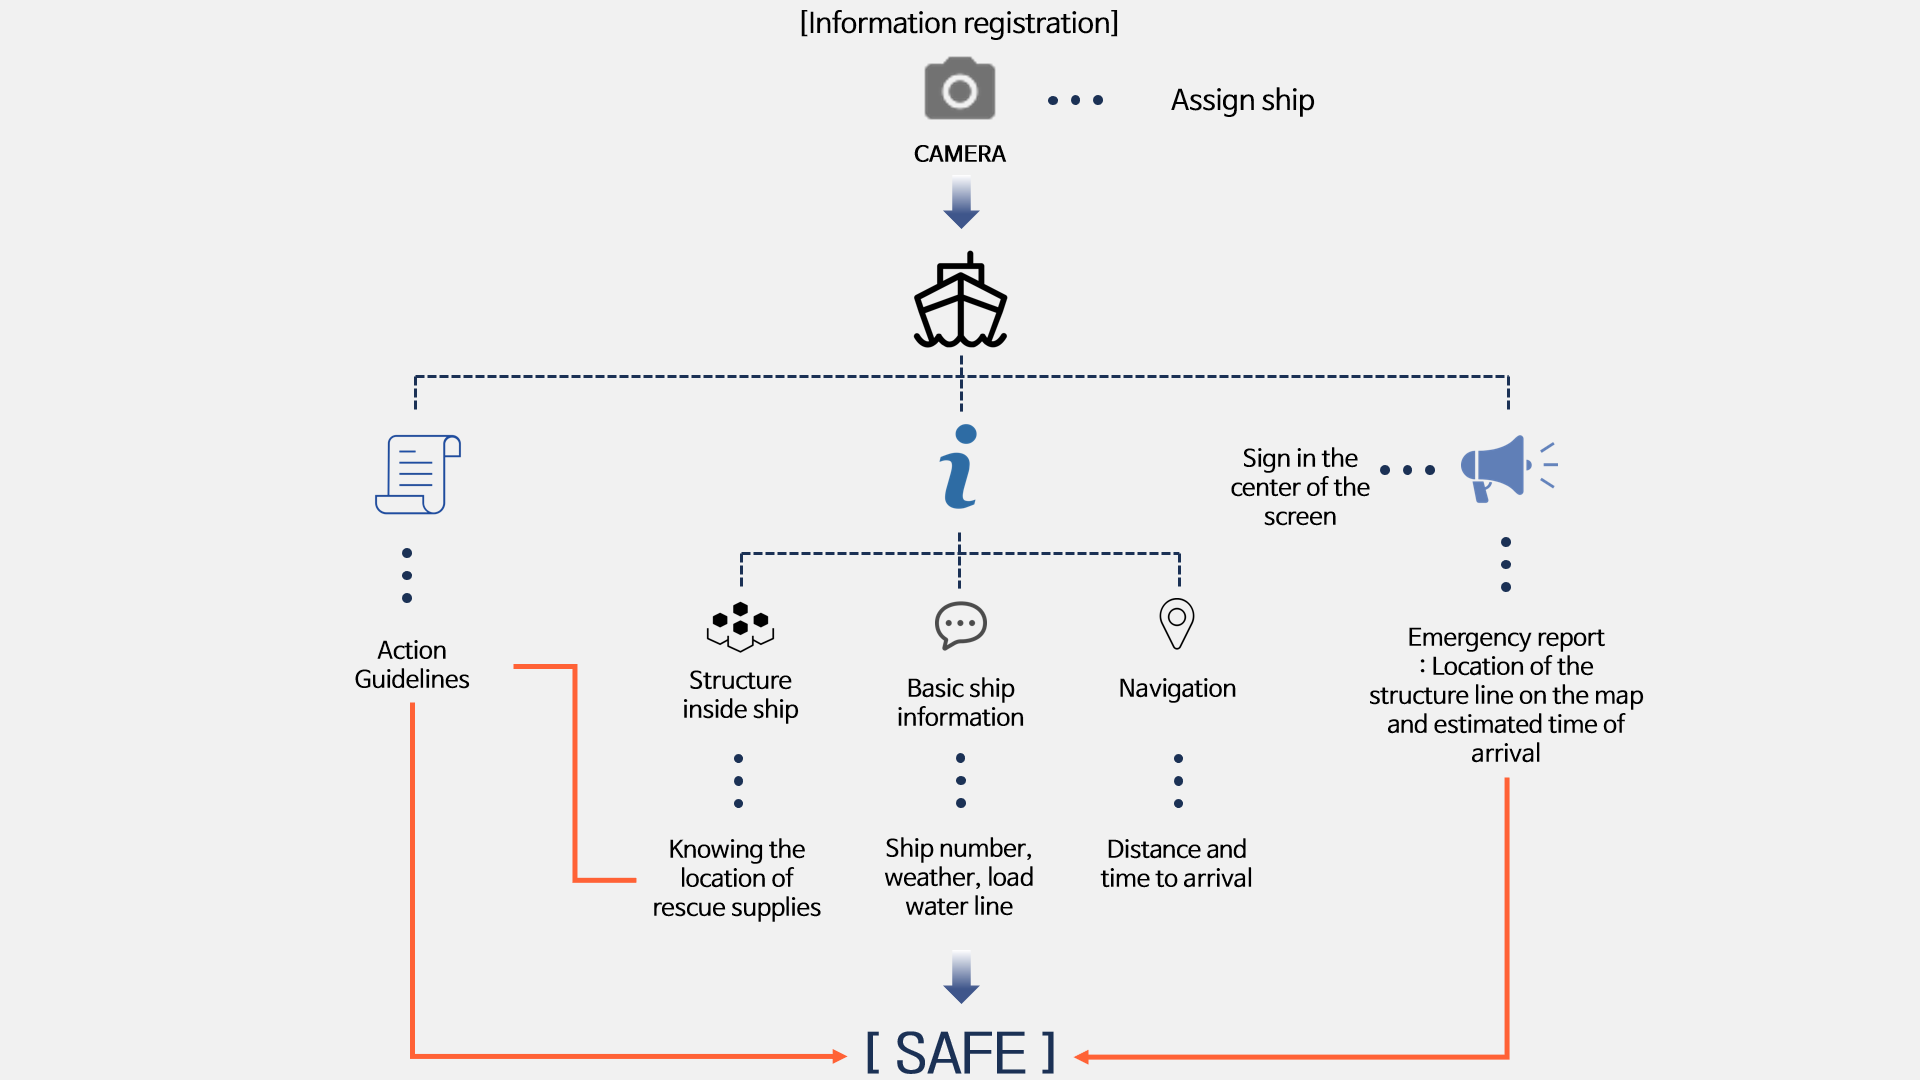 [Information registration]
Assign ship
CAMERA
Sign in the
center of the
screen
Action
Guidelines
Structure
inside ship
Basic ship
information
Navigation
Emergency report
: Location of the
structure line on the map
and estimated time of
arrival
Knowing the
location of
rescue supplies
Ship number,
weather, load
water line
Distance and
time to arrival
[ SAFE ]